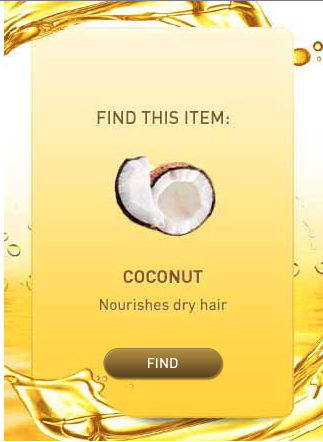 FIND THIS ITEM:
COCONUT
Nourishes dry hair
FIND